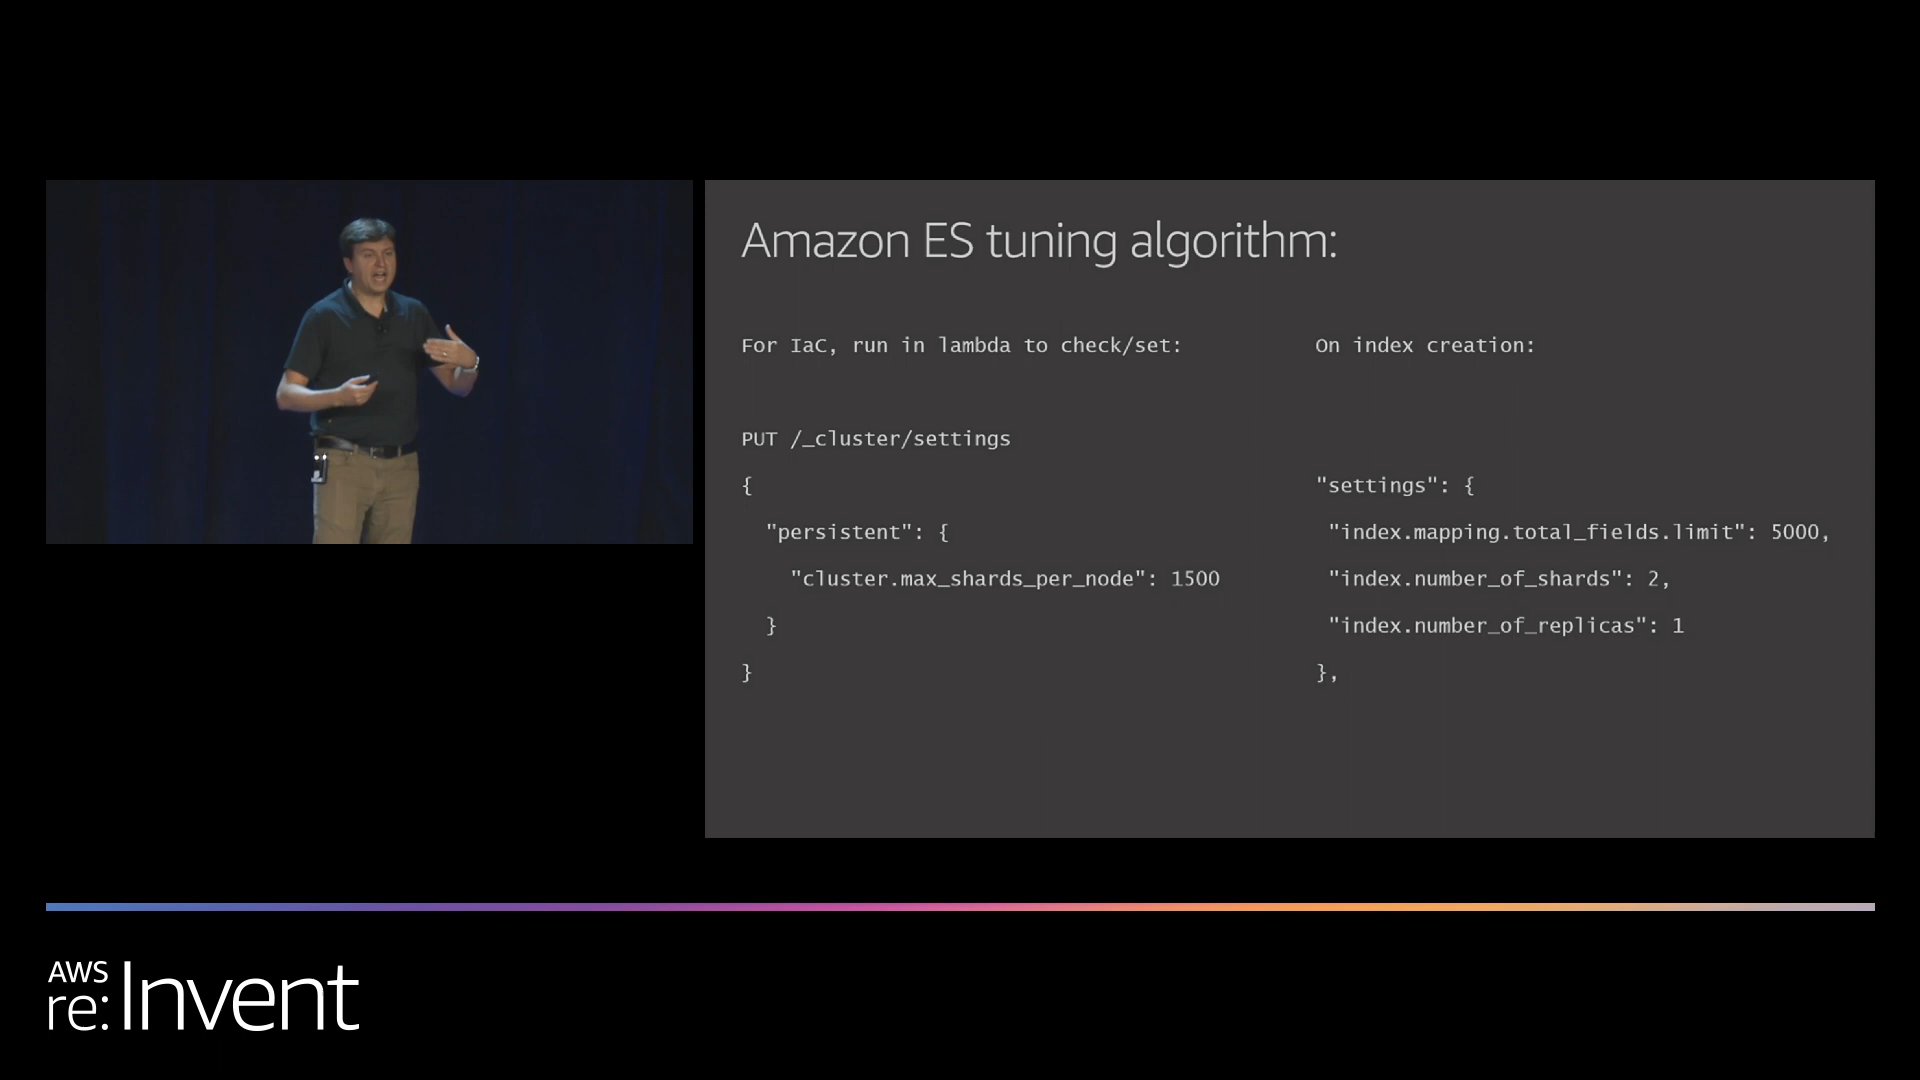 Amazon ES tuning algorithm:
For IaC, run in lambda to check/set:
PUT /_cluster/settings
{
"persistent": {
"cluster.max_shards_per_node": 1500
}
}
On index creation:
"settings": {
"index.mapping.total_fields.limit": 5000,
"index.number_of_shards": 2,
"index.number_of_replicas": 1
},
AWS
re:Invent